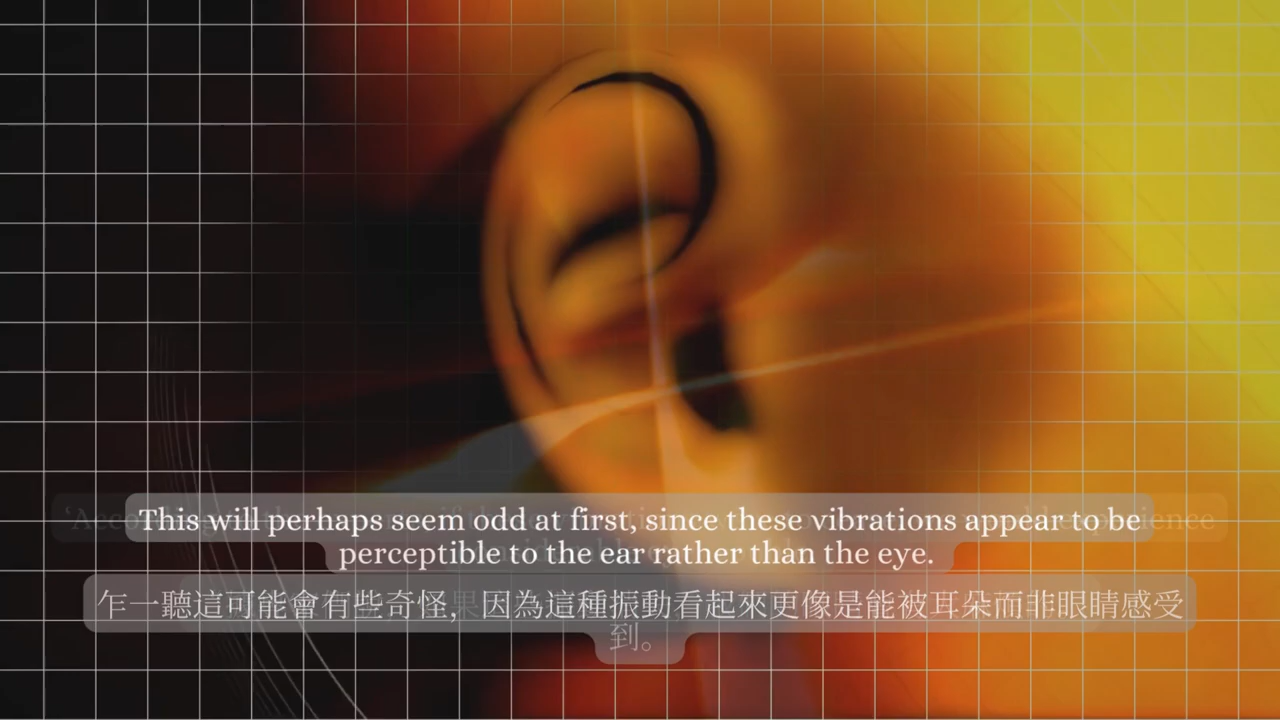 This will perhaps seem odd at first, since these vibrations appear to be
perceptible to the ear rather than the eye.
乍一聽這可能會有些奇怪，因為這種振動看起來更像是能被耳朵而非眼睛感受
到。